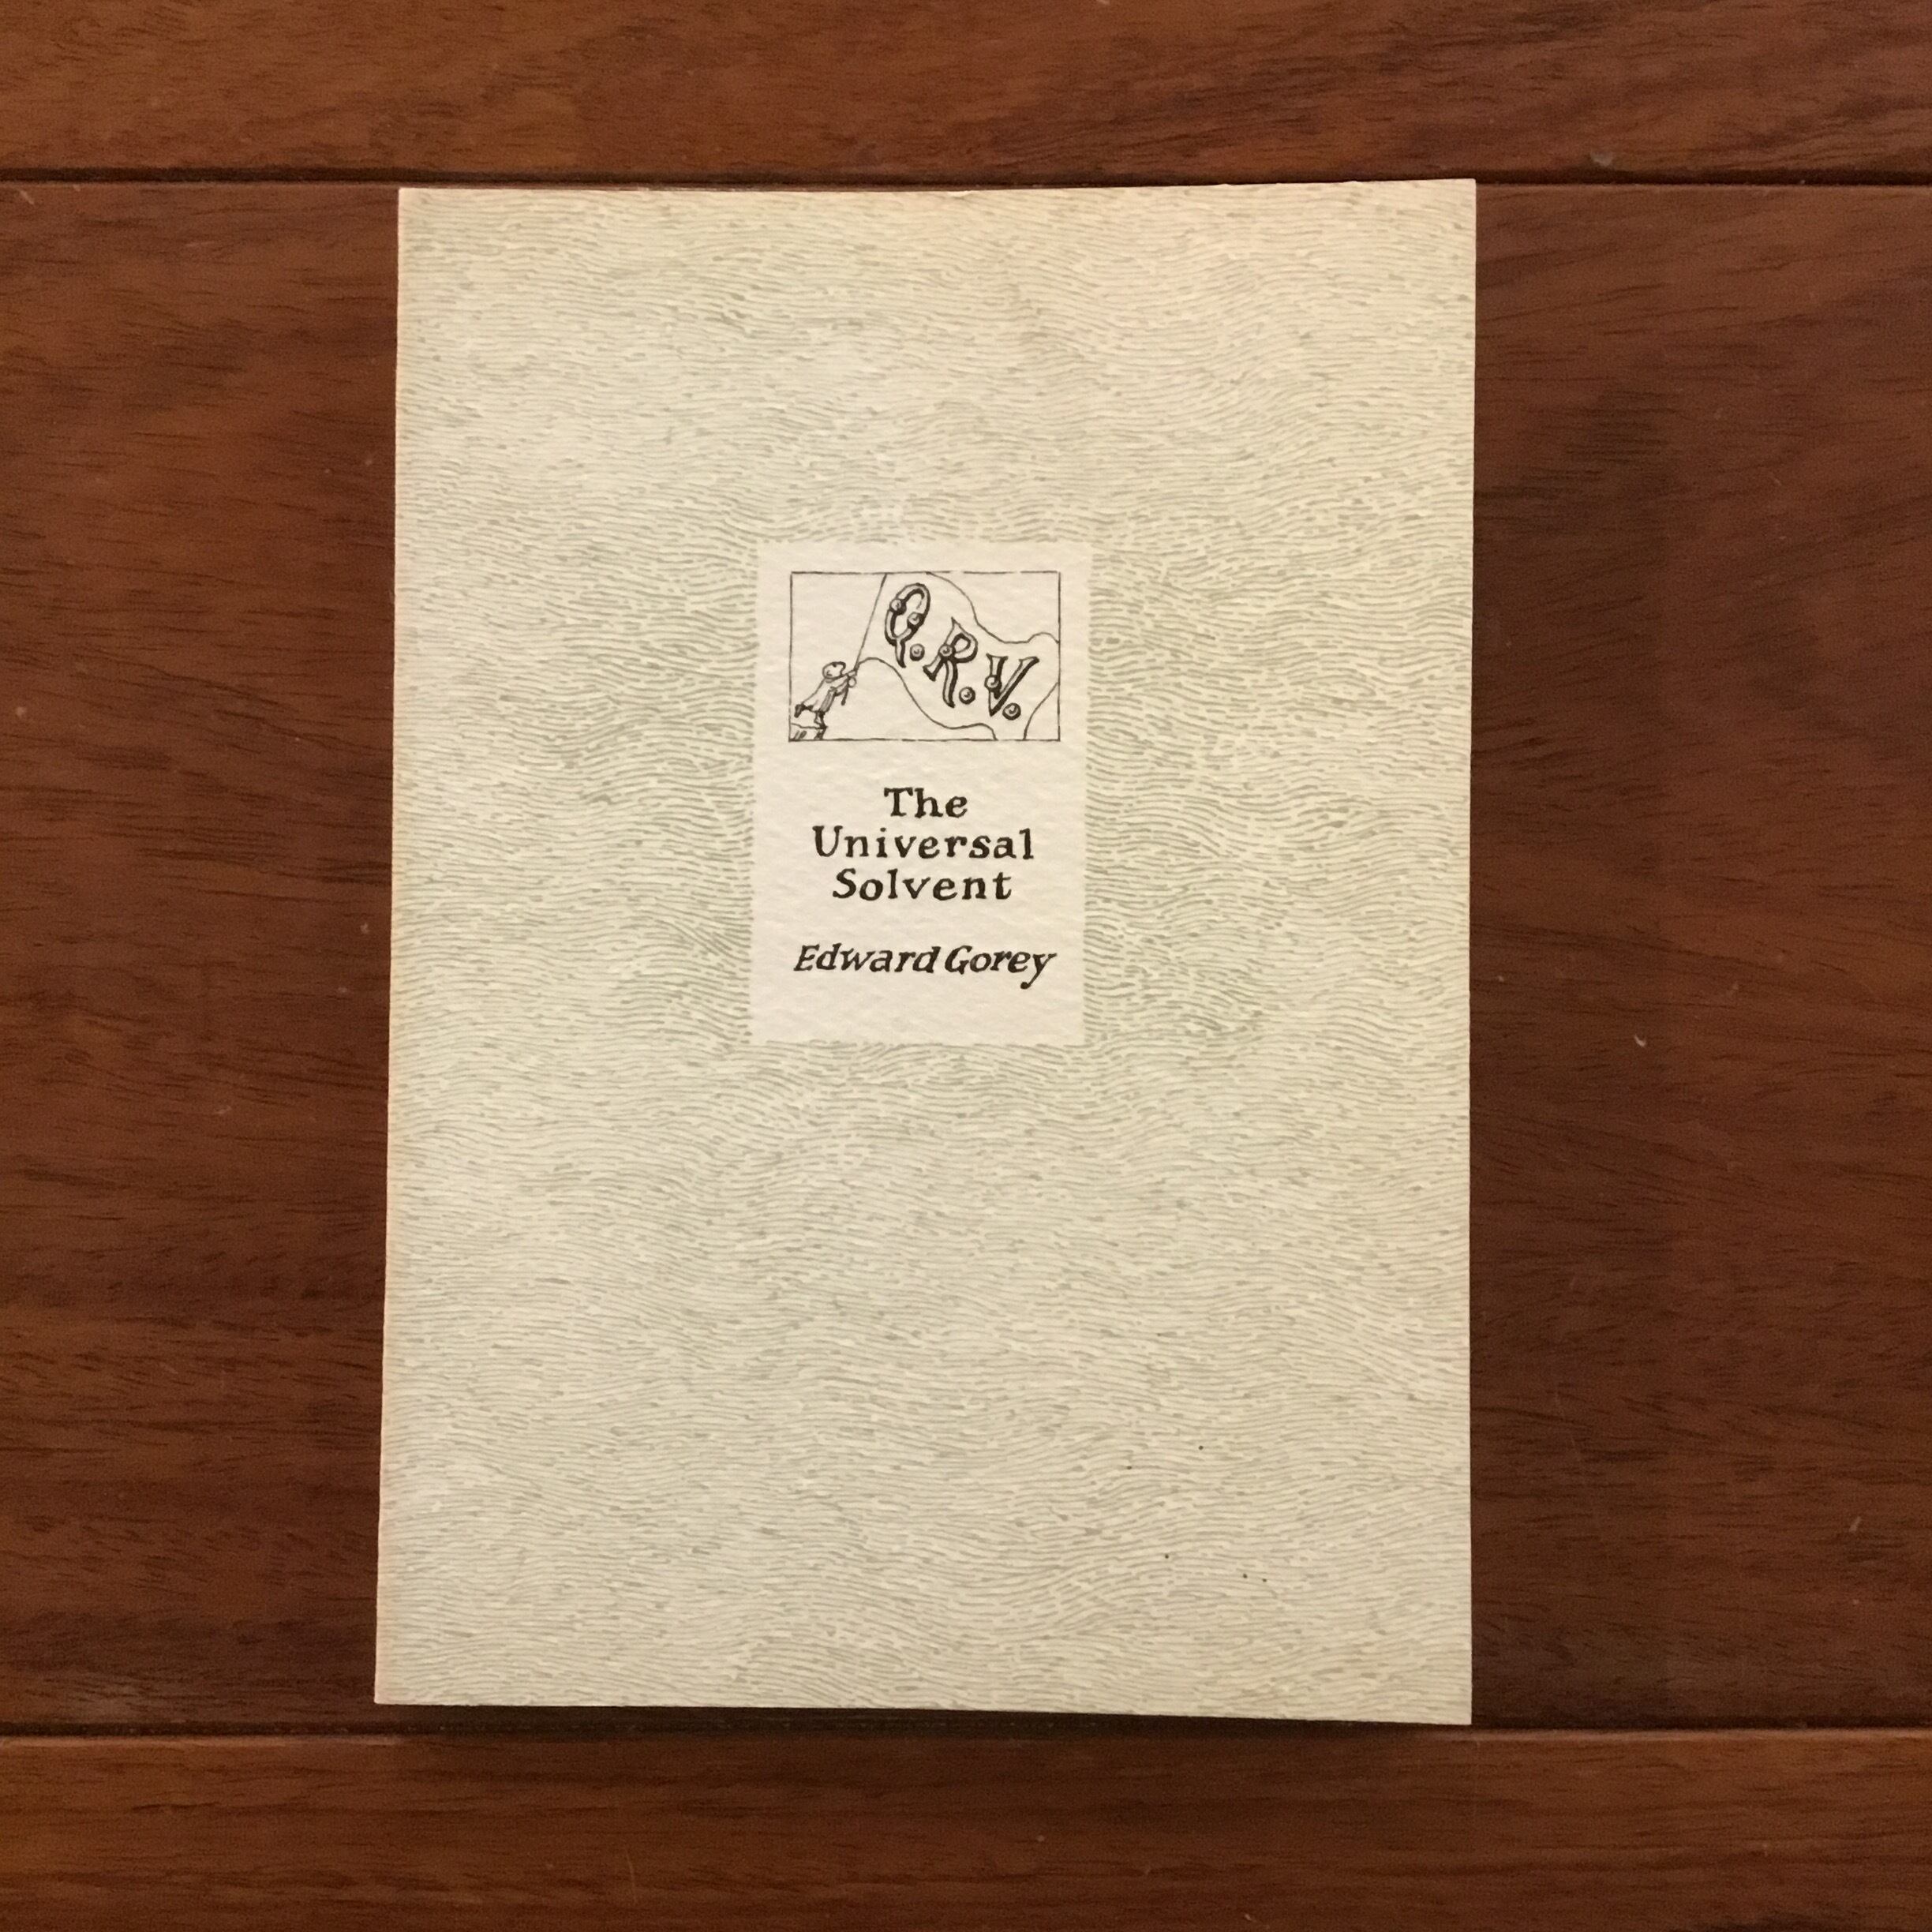 Q.R.V.
The
Universal
Solvent
Edward Gorey